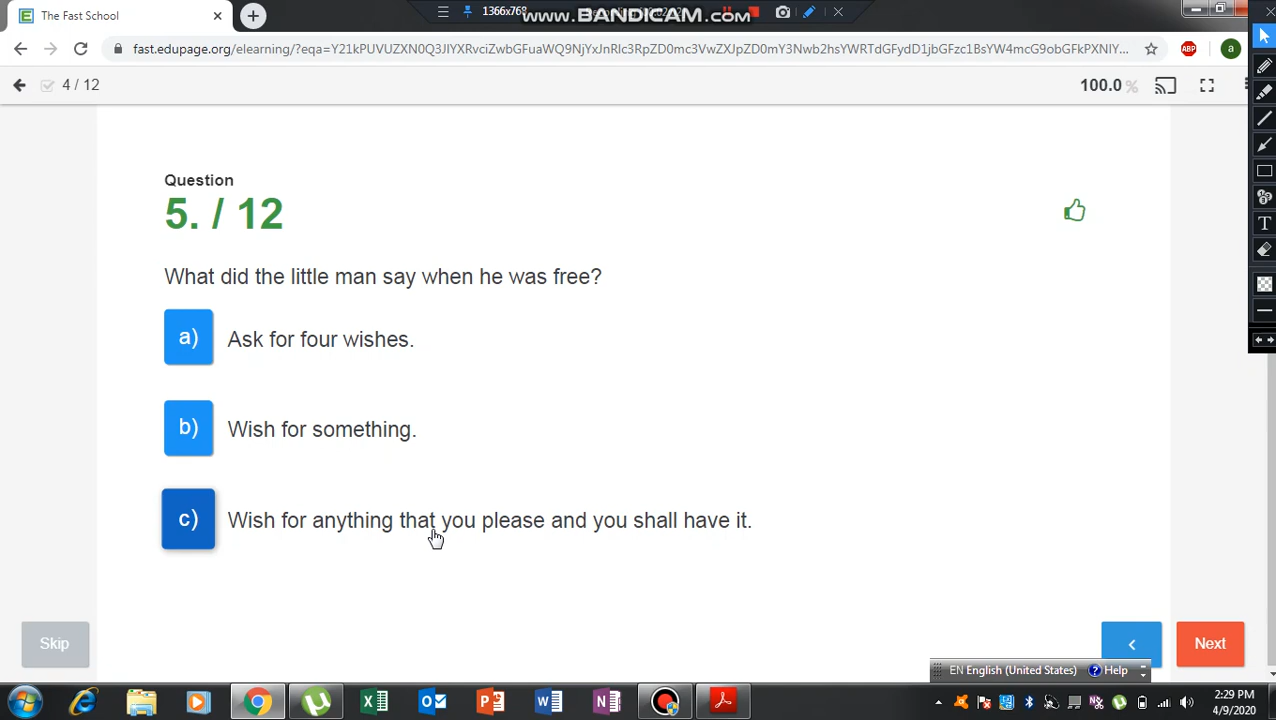 The Fast School
1366x768
www.BANDICAM.com
fast.edupage.org/elearning/?eqa=
ABP
a
4 / 12
100.0 %
Question
5. / 12
What did the little man say when he was free?
a) Ask for four wishes.
b) Wish for something.
c) Wish for anything that you please and you shall have it.
Skip
<
Next
EN English (United States) ? Help
2:29 PM
4/9/2020